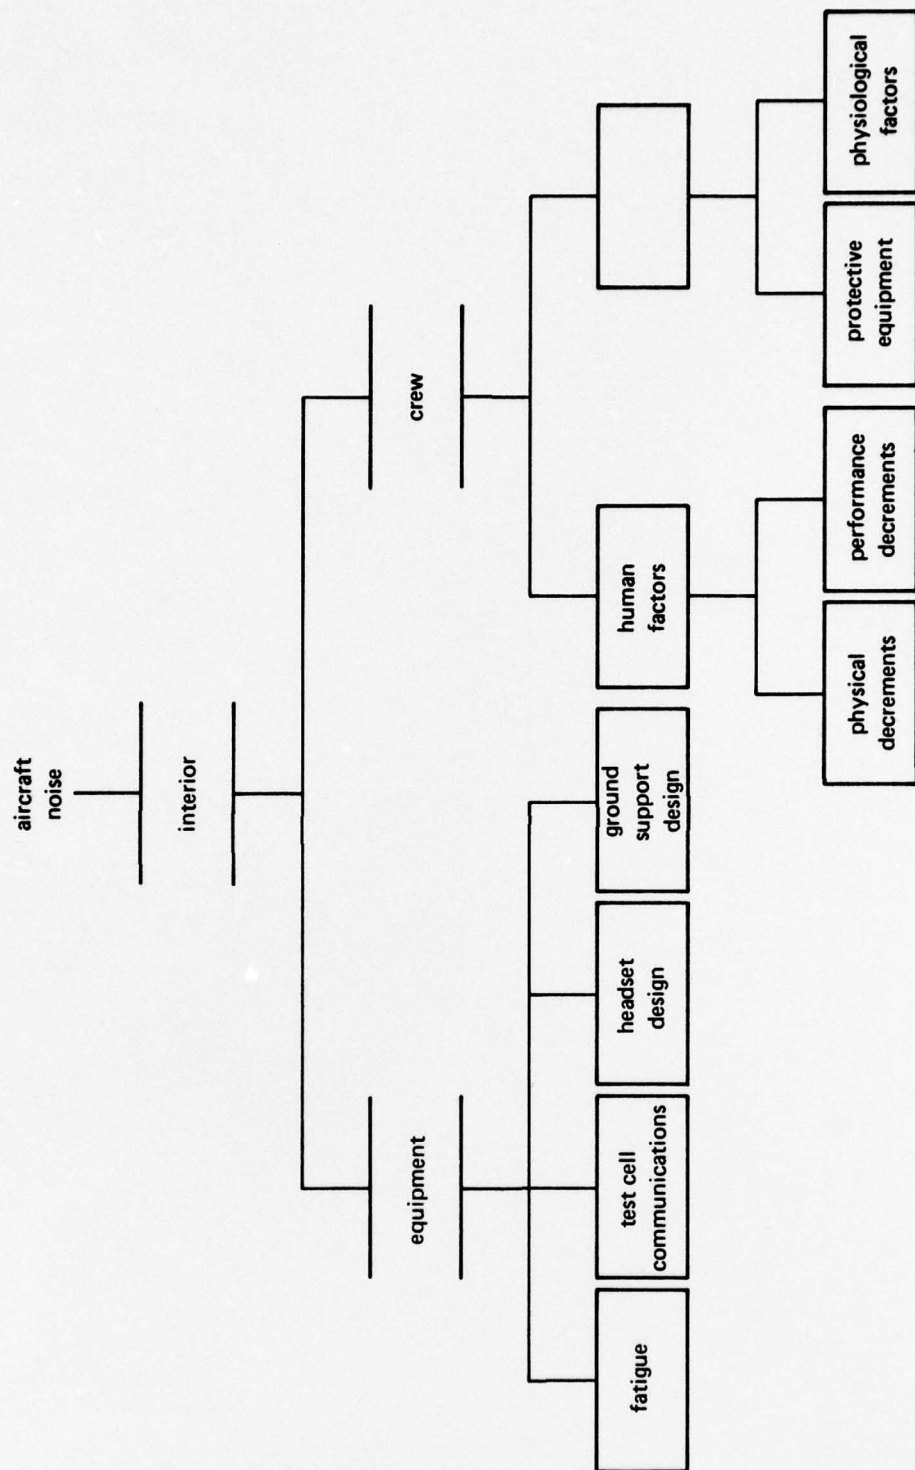 aircraft
noise
interior
equipment
crew
fatigue
test cell
communications
headset
design
ground
support
design
human
factors
physical
decrements
performance
decrements
protective
equipment
physiological
factors